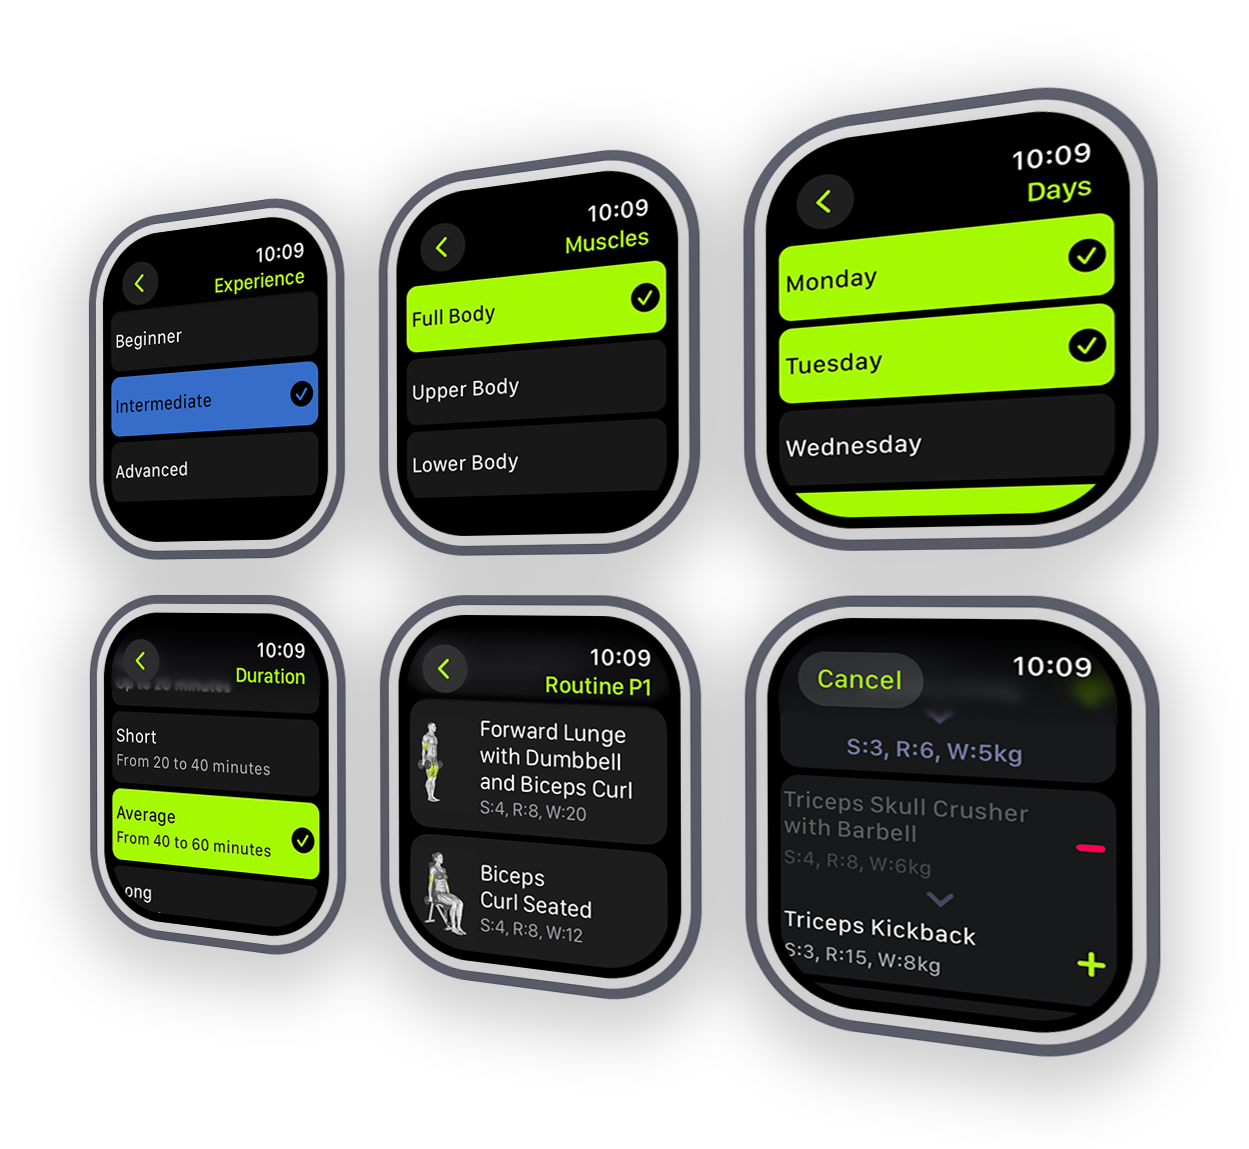 10:09
Experience
Beginner
Intermediate
Advanced
10:09
Muscles
Full Body
Upper Body
Lower Body
10:09
Days
Monday
Tuesday
Wednesday
10:09
Duration
Up to 20 minutes
Short
From 20 to 40 minutes
Average
From 40 to 60 minutes
ong
10:09
Routine P1
Forward Lunge
with Dumbbell
and Biceps Curl
S:4, R:8, W:20
Biceps
Curl Seated
S:4, R:8, W:12
Cancel
10:09
S:3, R:6, W:5kg
Triceps Skull Crusher
with Barbell
S:4, R:8, W:6kg
Triceps Kickback
S:3, R:15, W:8kg